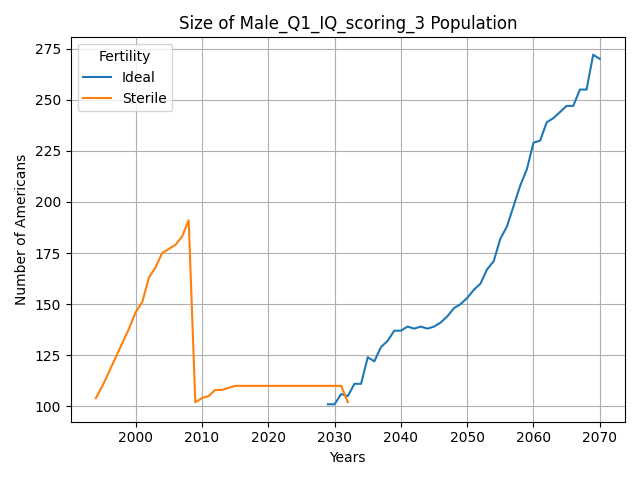 Size of Male_Q1_IQ_scoring_3 Population
Fertility
Ideal
Sterile
Number of Americans
275
250
225
200
175
150
125
100
2000 2010 2020 2030 2040 2050 2060 2070
Years